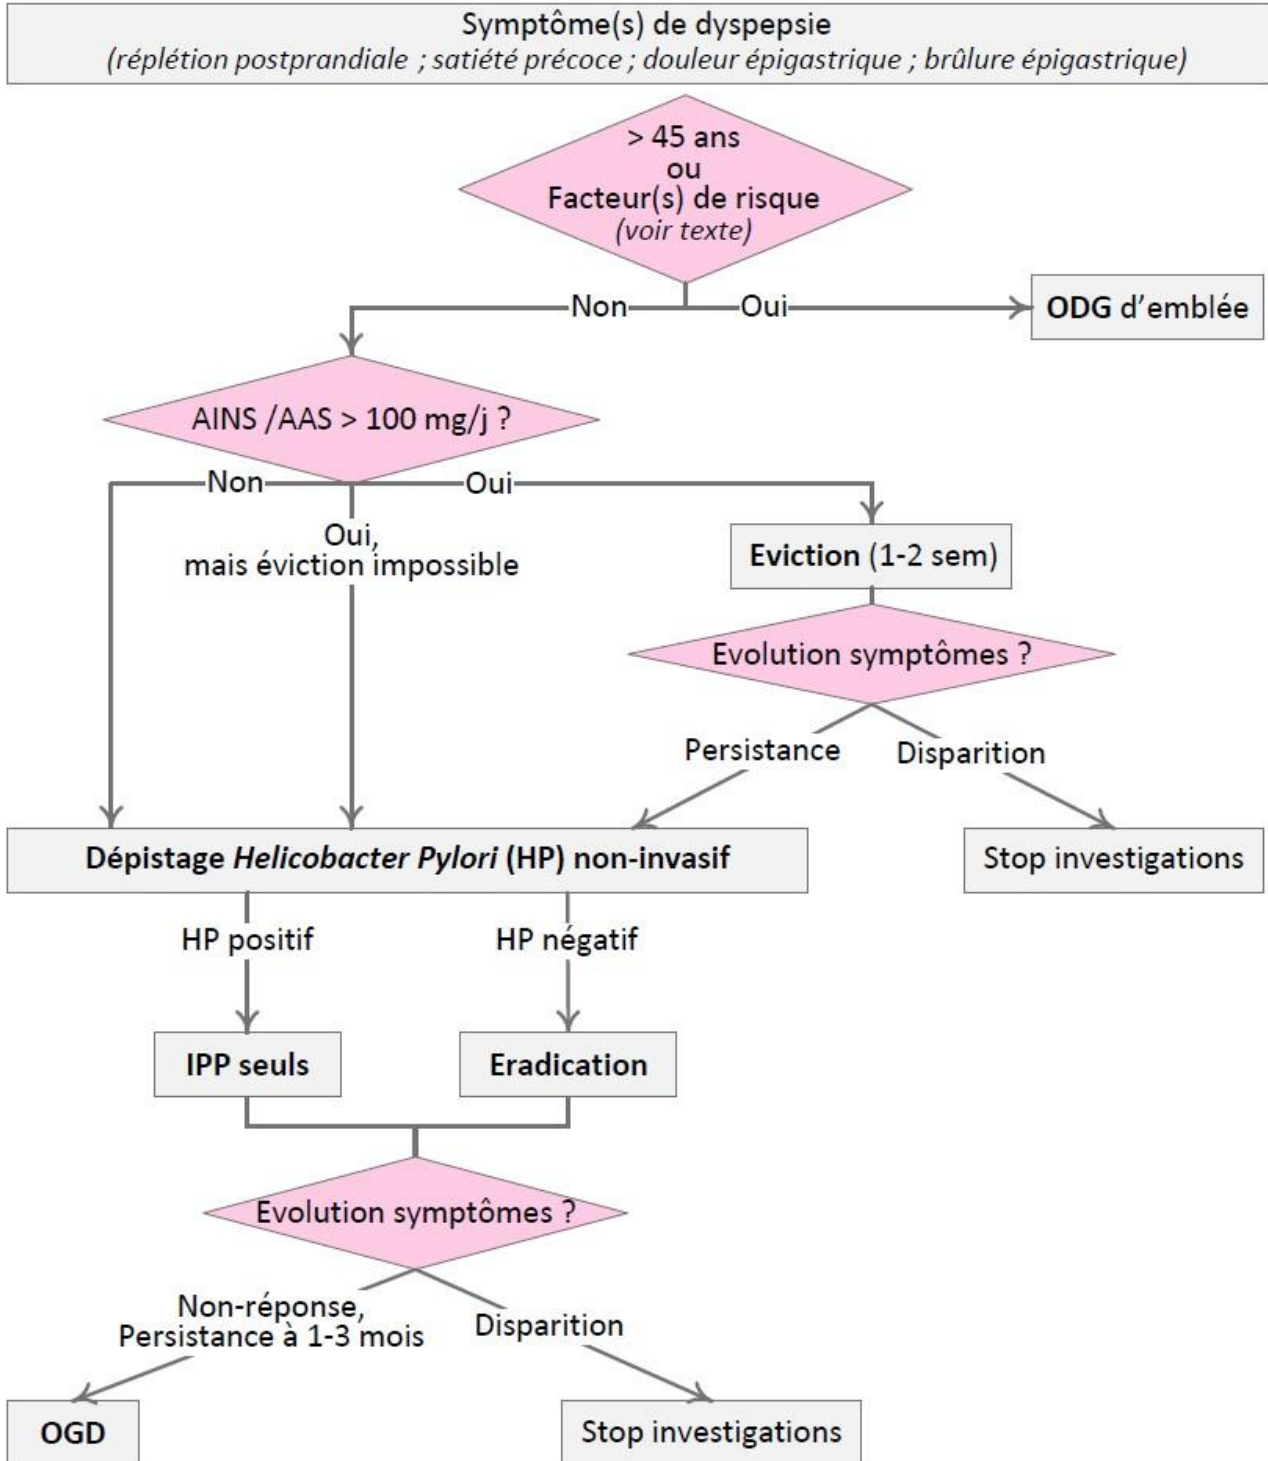 Symptôme(s) de dyspepsie
(réplétion postprandiale ; satiété précoce ; douleur épigastrique ; brûlure épigastrique)
> 45 ans
ou
Facteur(s) de risque
(voir texte)
Non
Oui
ODG d’emblée
AINS /AAS > 100 mg/j ?
Non
Oui
Oui,
mais éviction impossible
Eviction (1-2 sem)
Evolution symptômes ?
Persistance
Disparition
Dépistage Helicobacter Pylori (HP) non-invasif
Stop investigations
HP positif
HP négatif
IPP seuls
Eradication
Evolution symptômes ?
Non-réponse,
Persistance à 1-3 mois
Disparition
OGD
Stop investigations